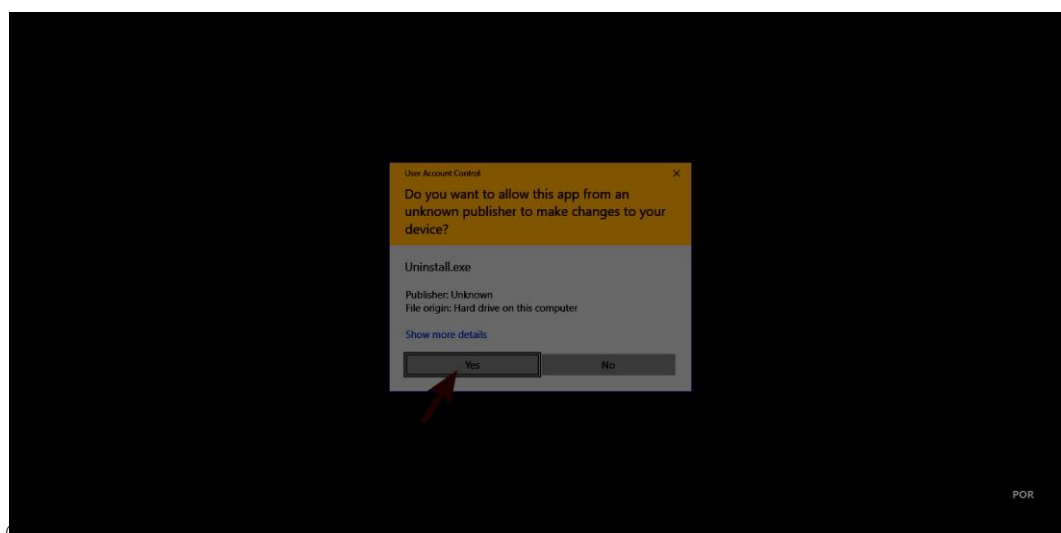 User Account Control
Do you want to allow this app from an
unknown publisher to make changes to your
device?
Uninstall.exe
Publisher: Unknown
File origin: Hard drive on this computer
Show more details
Yes
No
POR